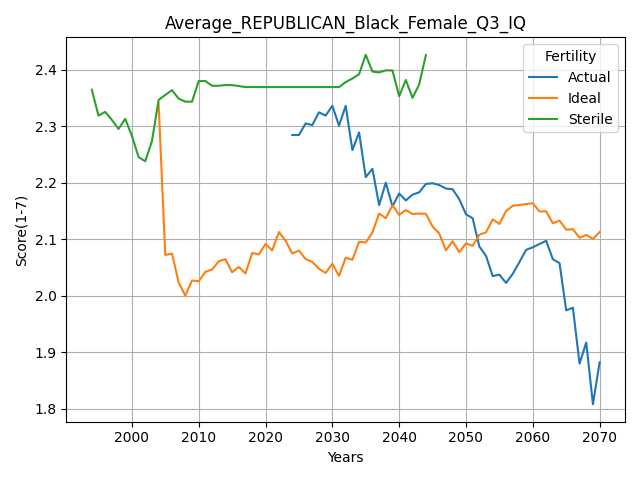 Average_REPUBLICAN_Black_Female_Q3_IQ
Fertility
Actual
Ideal
Sterile
Score(1-7)
2.4
2.3
2.2
2.1
2.0
1.9
1.8
2000 2010 2020 2030 2040 2050 2060 2070
Years